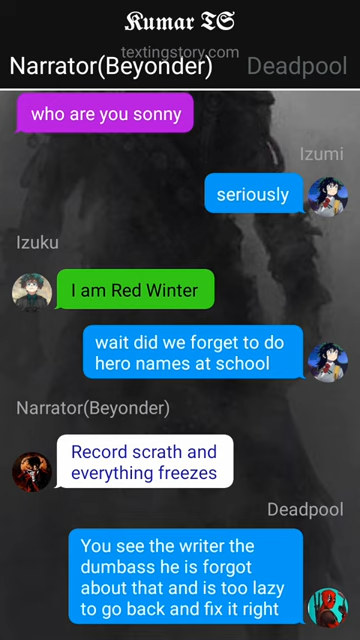 Kumar TS
textingstory.com
Narrator(Beyonder) Deadpool
who are you sonny
Izumi
seriously
Izuku
I am Red Winter
wait did we forget to do
hero names at school
Narrator(Beyonder)
Record scrath and
everything freezes
Deadpool
You see the writer the
dumbass he is forgot
about that and is too lazy
to go back and fix it right